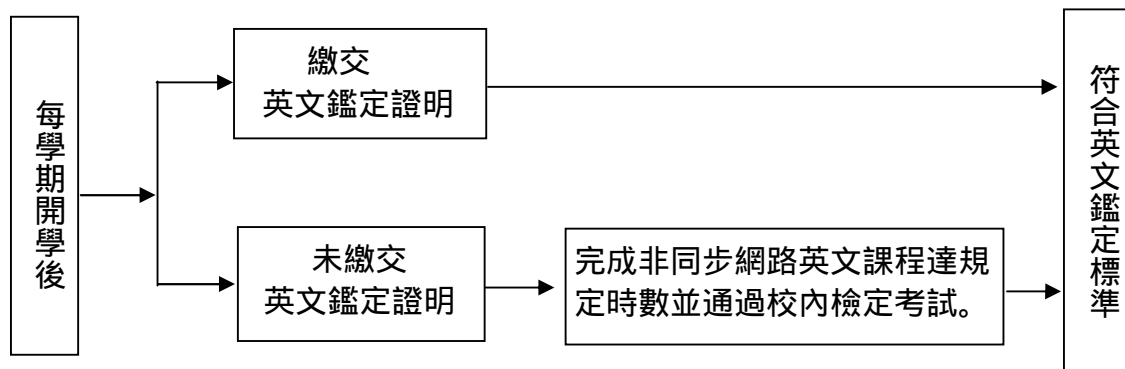 每學期開學後
繳交
英文鑑定證明
未繳交
英文鑑定證明
完成非同步網路英文課程達規
定時數並通過校內檢定考試。
符合英文鑑定標準